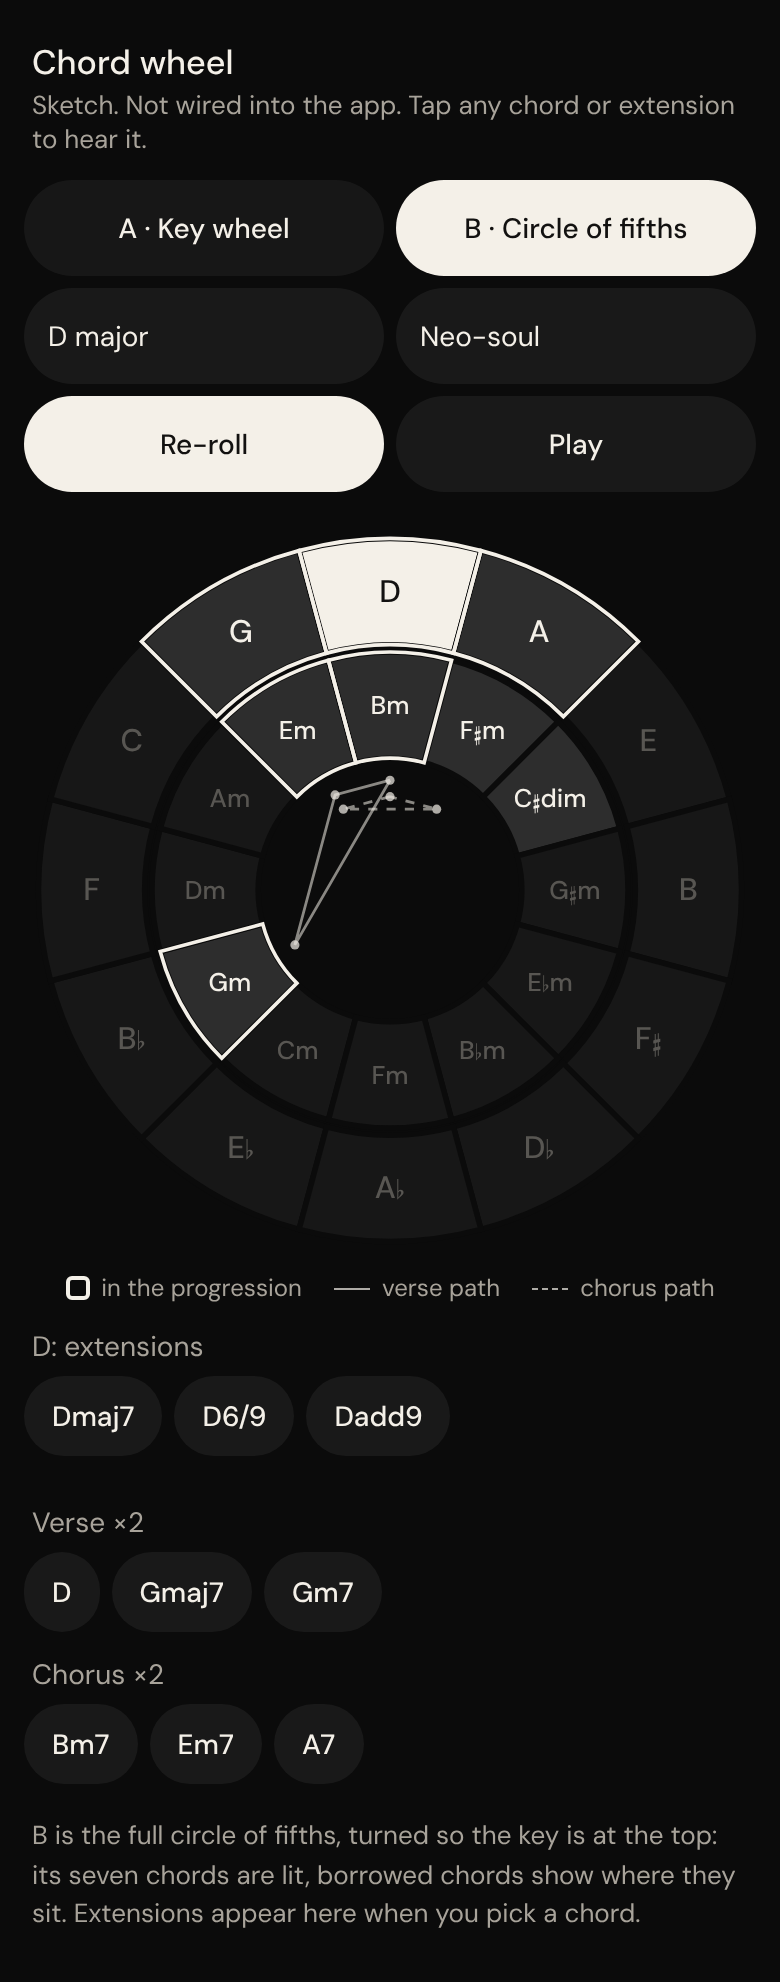 Chord wheel
Sketch. Not wired into the app. Tap any chord or extension
to hear it.
A · Key wheel
B · Circle of fifths
D major
Neo-soul
Re-roll
Play
D
G
A
Bm
Em
F♯m
C
E
Am
C♯dim
F
Dm
G♯m
B
Gm
E♭m
B♭
F♯
Cm
B♭m
Fm
E♭
D♭
A♭
in the progression
verse path
chorus path
D: extensions
Dmaj7
D6/9
Dadd9
Verse ×2
D
Gmaj7
Gm7
Chorus ×2
Bm7
Em7
A7
B is the full circle of fifths, turned so the key is at the top:
its seven chords are lit, borrowed chords show where they
sit. Extensions appear here when you pick a chord.